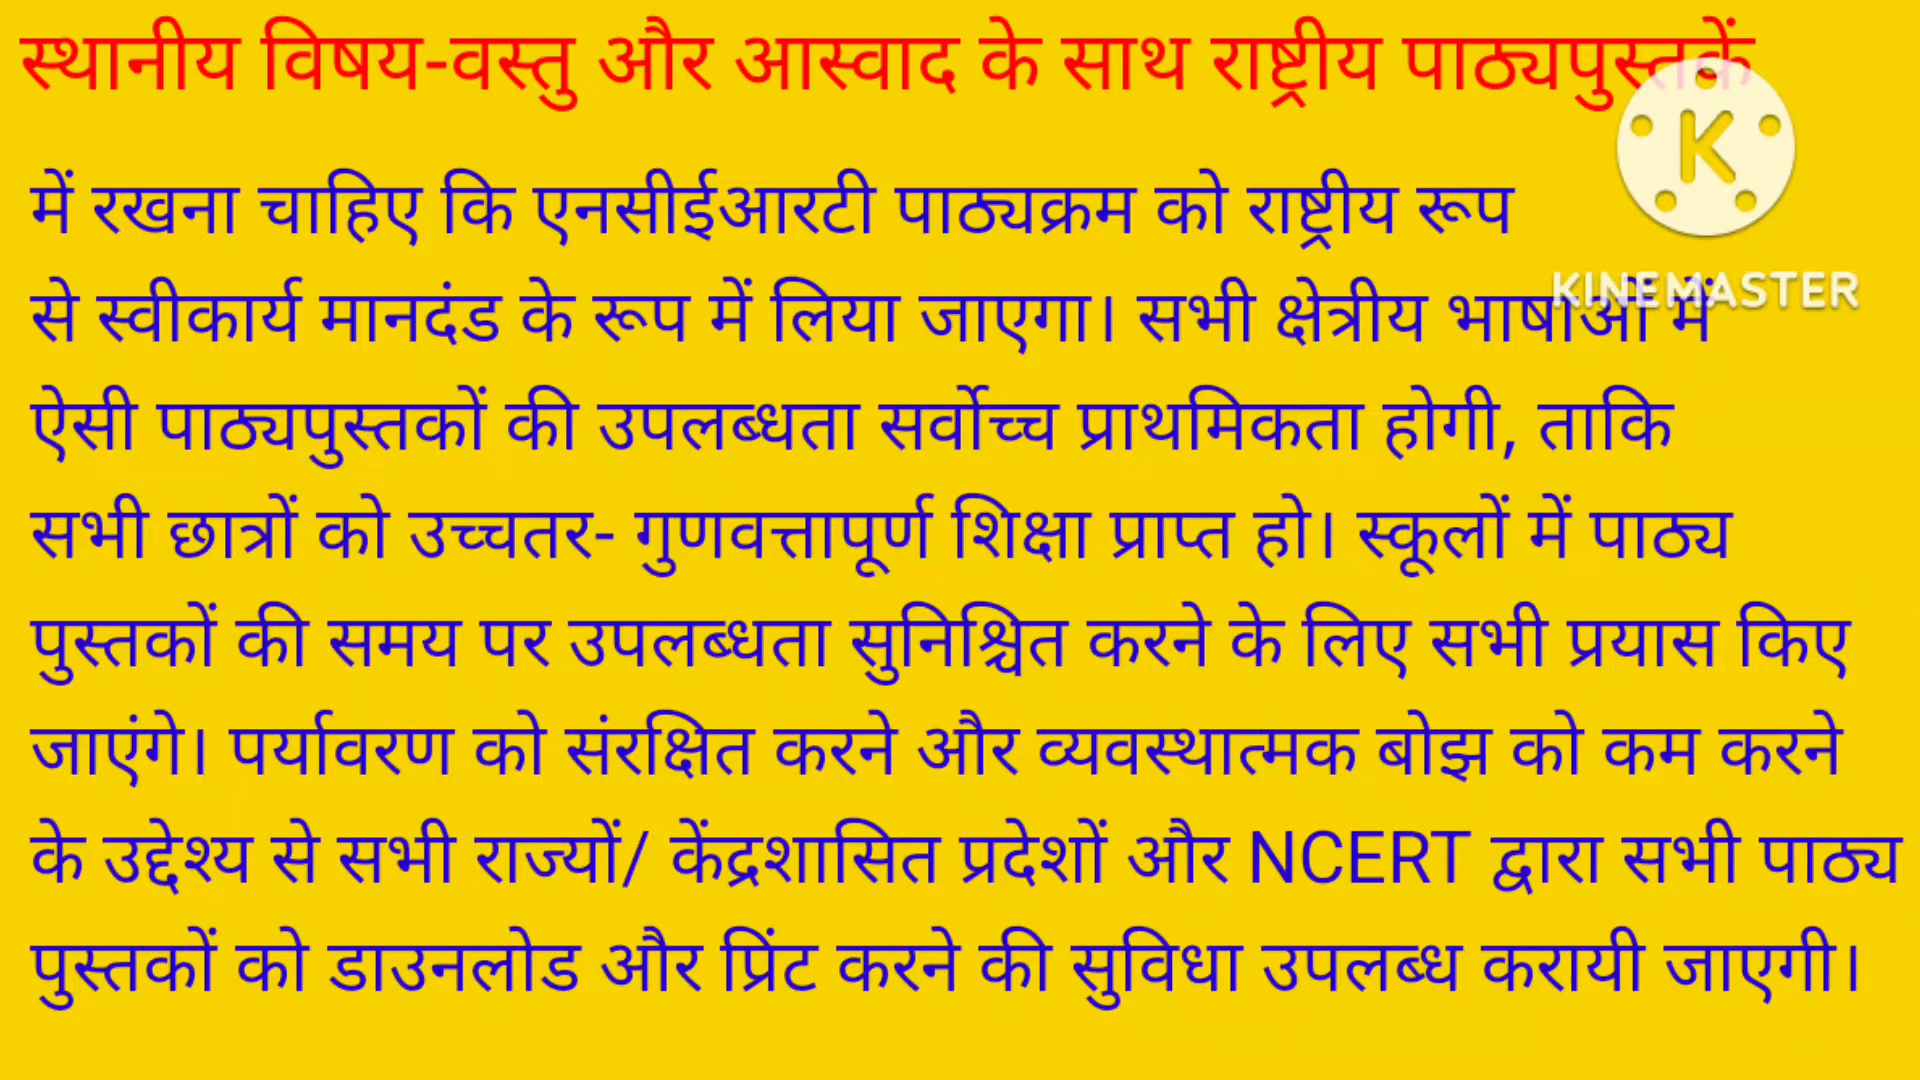 स्थानीय विषय-वस्तु और आस्वाद के साथ राष्ट्रीय पाठ्यपुस्तकें
में रखना चाहिए कि एनसीईआरटी पाठ्यक्रम को राष्ट्रीय रूप
से स्वीकार्य मानदंड के रूप में लिया जाएगा। सभी क्षेत्रीय भाषाओं में
ऐसी पाठ्यपुस्तकों की उपलब्धता सर्वोच्च प्राथमिकता होगी, ताकि
सभी छात्रों को उच्चतर- गुणवत्तापूर्ण शिक्षा प्राप्त हो। स्कूलों में पाठ्य
पुस्तकों की समय पर उपलब्धता सुनिश्चित करने के लिए सभी प्रयास किए
जाएंगे। पर्यावरण को संरक्षित करने और व्यवस्थात्मक बोझ को कम करने
के उद्देश्य से सभी राज्यों/ केंद्रशासित प्रदेशों और NCERT द्वारा सभी पाठ्य
पुस्तकों को डाउनलोड और प्रिंट करने की सुविधा उपलब्ध करायी जाएगी।
K
KINEMASTER